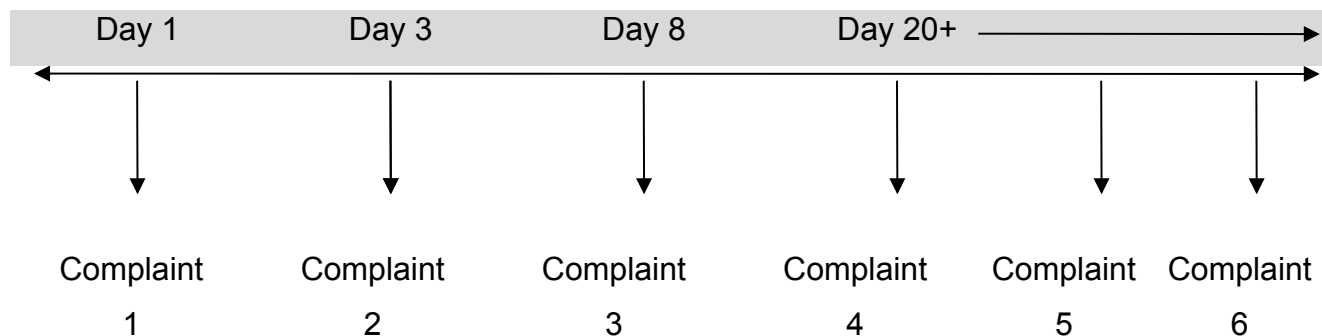 Day 1 Day 3 Day 8 Day 20+
Complaint Complaint Complaint Complaint Complaint Complaint
1 2 3 4 5 6